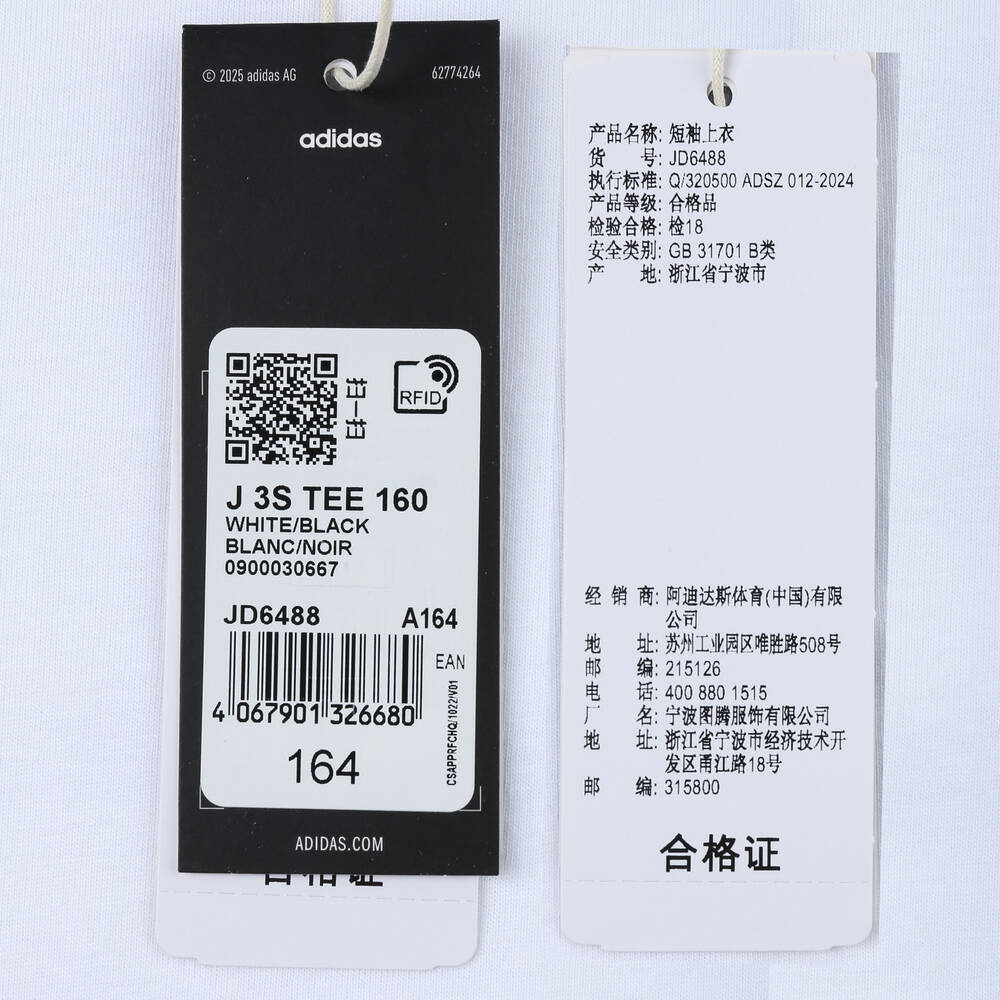 © 2025 adidas AG
62774264
adidas
扫一扫
RFID
J 3S TEE 160
WHITE/BLACK
BLANC/NOIR
0900030667
JD6488 A164
EAN
4 067901 326680
CSAPPRFCHQ/1022/V01
164
ADIDAS.COM
合格证
产品名称: 短袖上衣
货 号: JD6488
执行标准: Q/320500 ADSZ 012-2024
产品等级: 合格品
检验合格: 检18
安全类别: GB 31701 B类
产 地: 浙江省宁波市
经 销 商: 阿迪达斯体育(中国)有限
公司
地 址: 苏州工业园区唯胜路508号
邮 编: 215126
电 话: 400 880 1515
厂 名: 宁波图腾服饰有限公司
地 址: 浙江省宁波市经济技术开
发区甬江路18号
邮 编: 315800
合格证